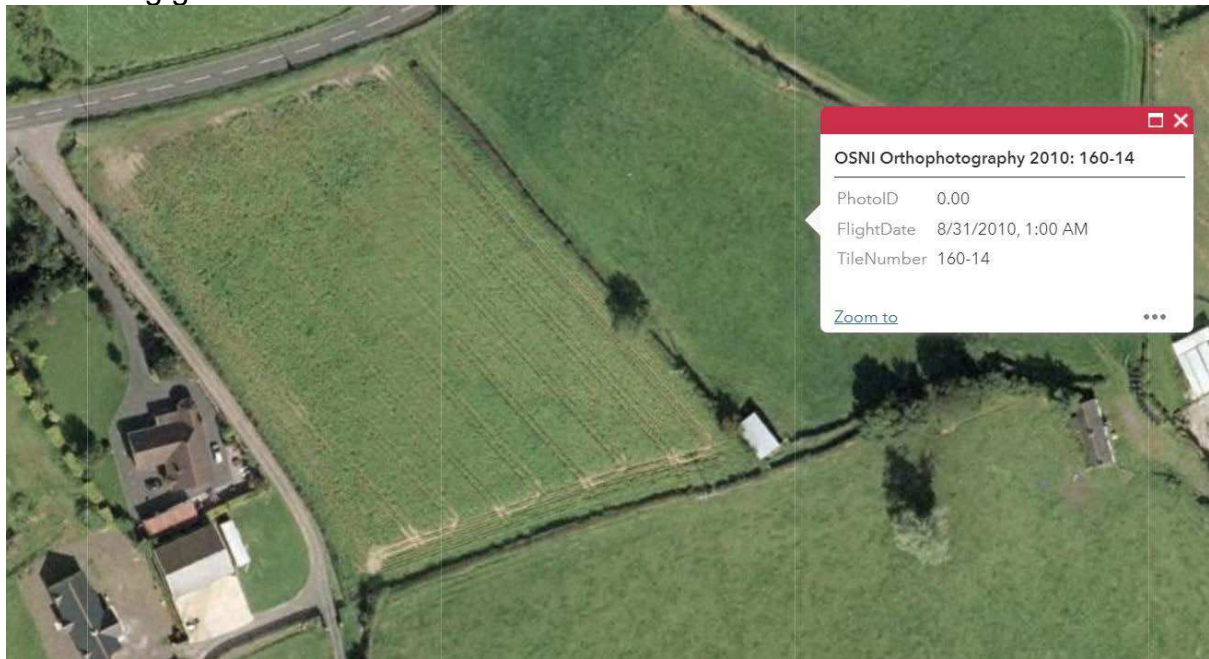 OSNI Orthophotography 2010: 160-14
PhotoID 0.00
FlightDate 8/31/2010, 1:00 AM
TileNumber 160-14
Zoom to